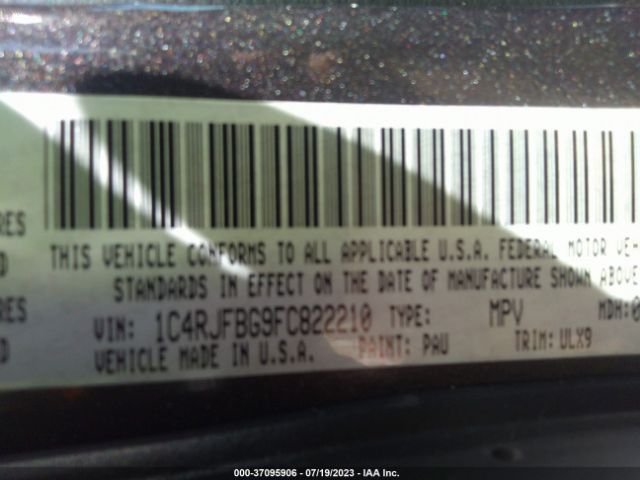 RES
D
THIS VEHICLE CONFORMS TO ALL APPLICABLE U.S.A. FEDERAL MOTOR VE
STANDARDS IN EFFECT ON THE DATE OF MANUFACTURE SHOWN ABOVE
RES
D
VIN: 1C4RJFBG9FC822210 TYPE: MPV MDH:0
VEHICLE MADE IN U.S.A. PAINT: PAU TRIM: ULX9
000-37095906 - 07/19/2023 - IAA Inc.